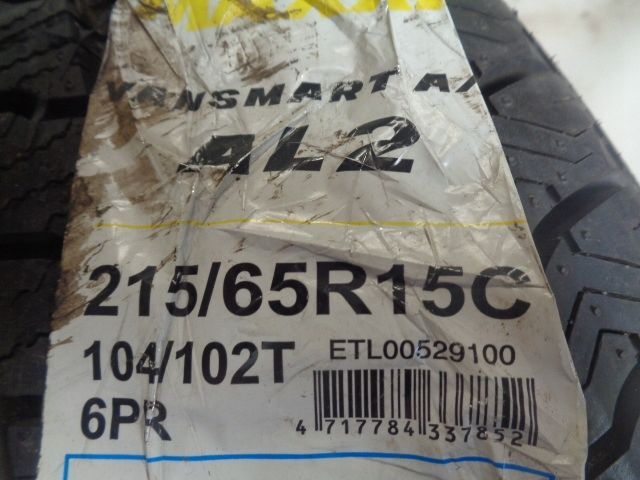 VANSMART A/
AL2
215/65R15C
104/102T ETL00529100
6PR 4 717784 337852